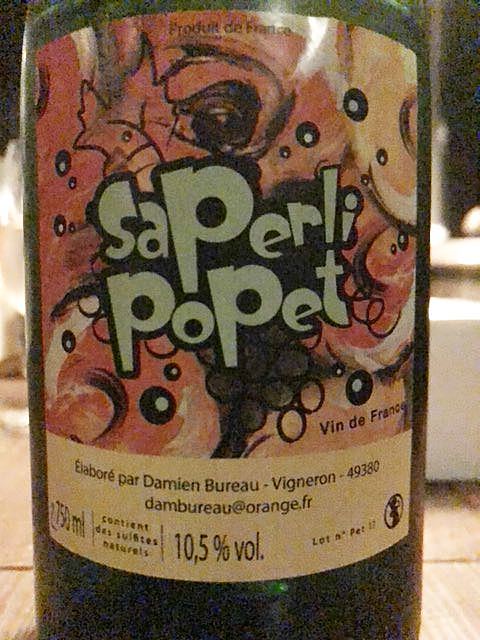 Produit de France
saPerli
PoPet
Vin de France
Élaboré par Damien Bureau - Vigneron - 49380
dambureau@orange.fr
750 ml
contient
des sulfites
naturels
10,5 % vol.
Lot n° Pet